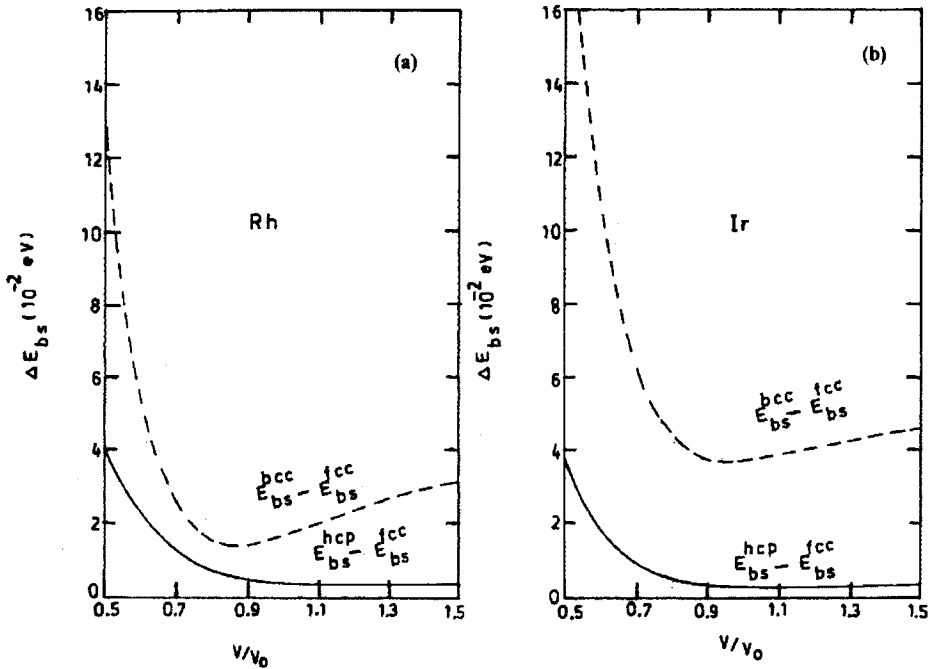 (a)
16
14
12
10
8
6
4
2
0
ΔE_bs (10^-2 eV)
Rh
E_bs^bcc – E_bs^fcc
E_bs^hcp – E_bs^fcc
0.5 0.7 0.9 1.1 1.3 1.5
V/V_0
(b)
16
14
12
10
8
6
4
2
0
ΔE_bs (10^-2 eV)
Ir
E_bs^bcc – E_bs^fcc
E_bs^hcp – E_bs^fcc
0.5 0.7 0.9 1.1 1.3 1.5
V/V_0